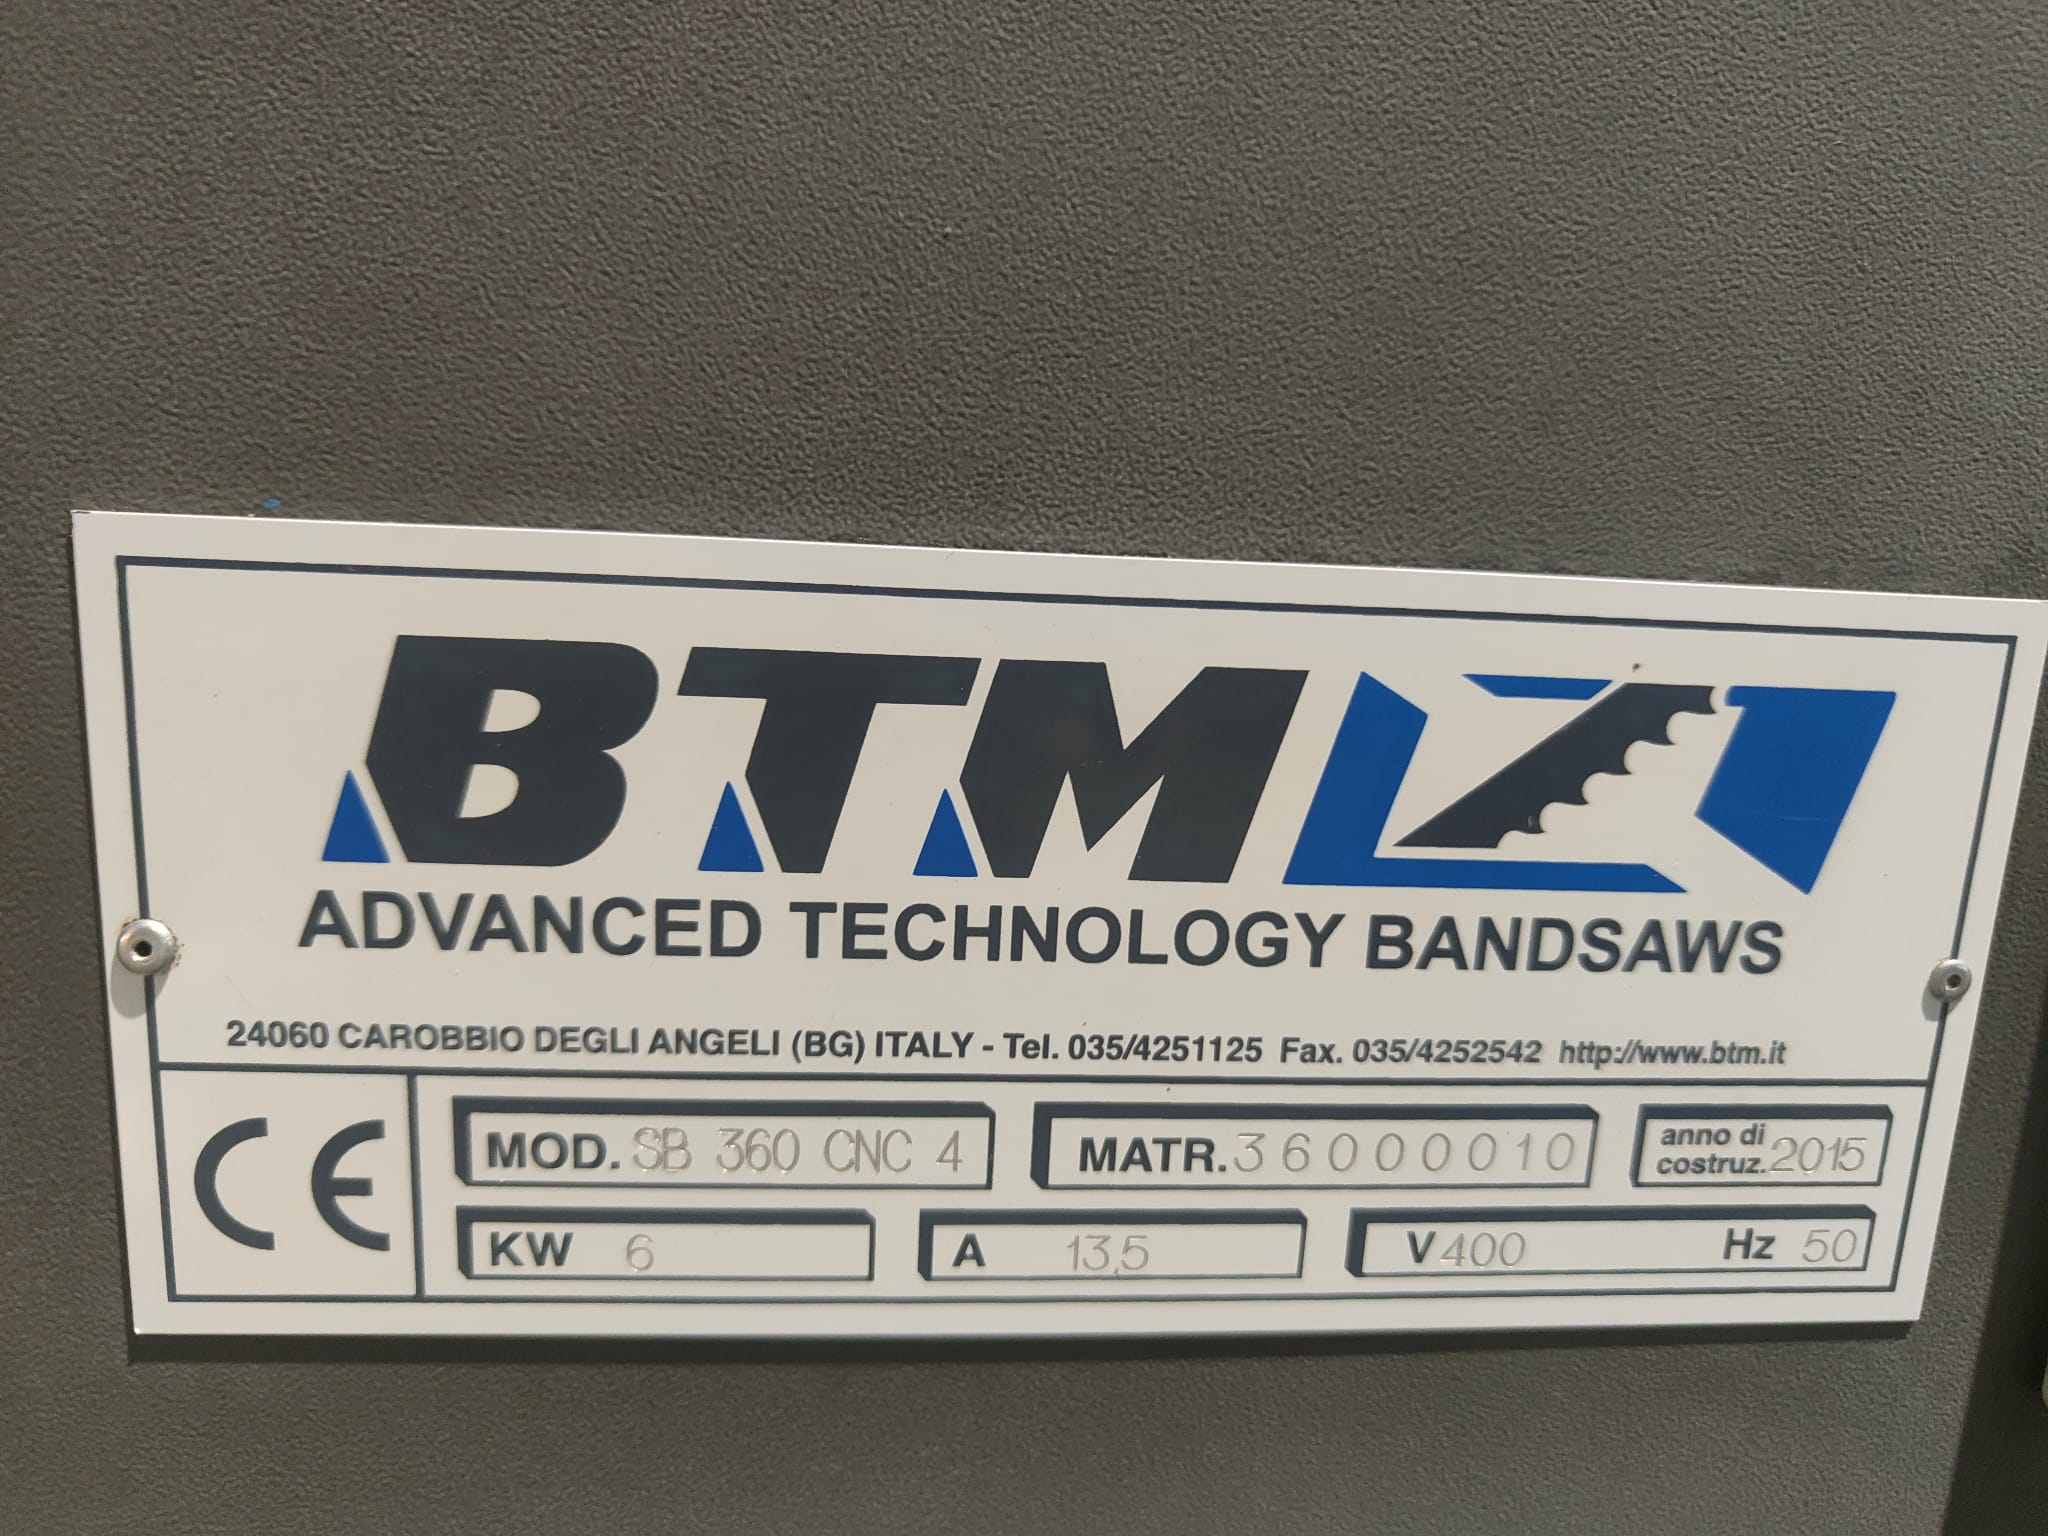 BTM
ADVANCED TECHNOLOGY BANDSAWS
24060 CAROBBIO DEGLI ANGELI (BG) ITALY - Tel. 035/4251125 Fax. 035/4252542 http://www.btm.it
CE
MOD. SB 360 CNC 4
MATR. 36000010
anno di
costruz. 2015
KW 6
A 13,5
V 400 Hz 50